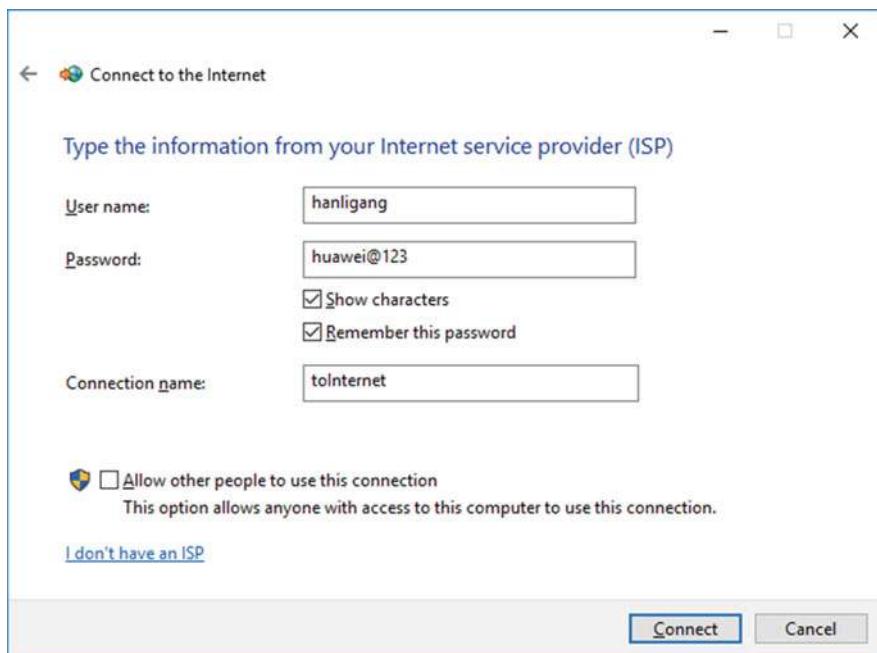 Connect to the Internet
Type the information from your Internet service provider (ISP)
User name: hanligang
Password: huawei@123
Show characters
Remember this password
Connection name: toInternet
Allow other people to use this connection
This option allows anyone with access to this computer to use this connection.
I don't have an ISP
Connect Cancel